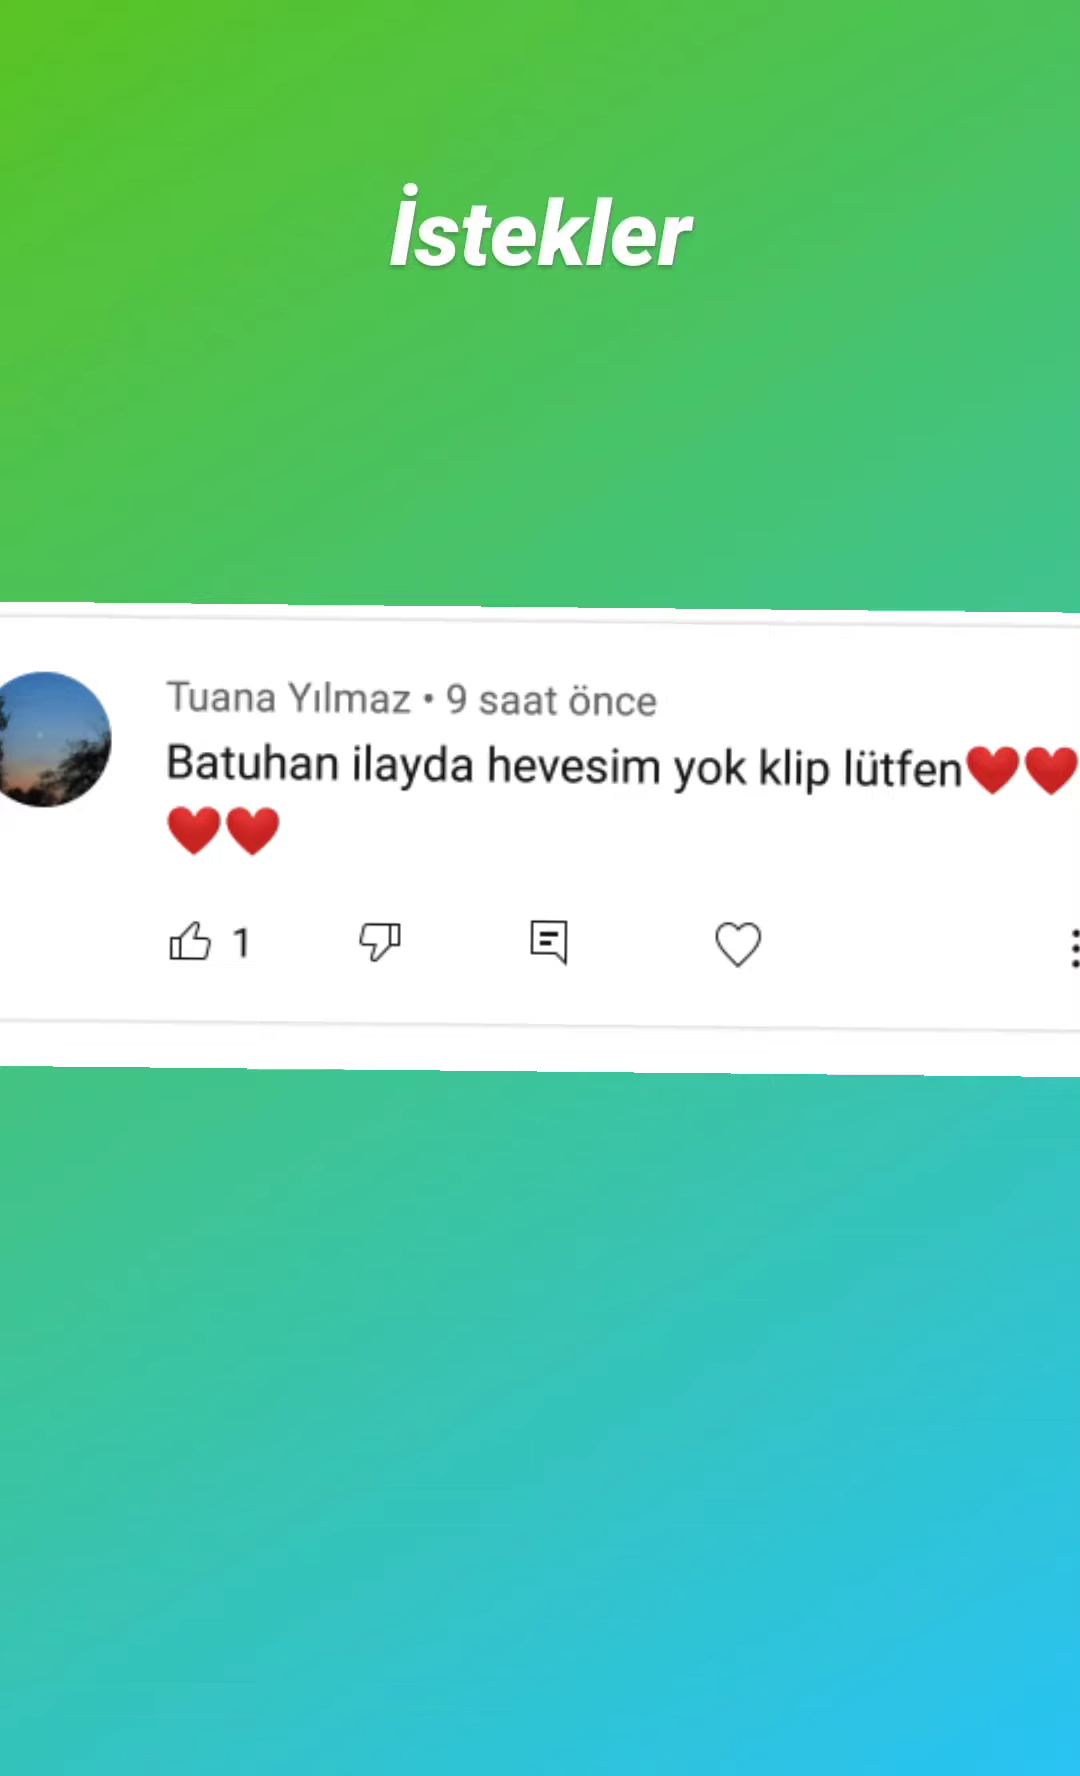 İstekler
Tuana Yılmaz • 9 saat önce
Batuhan ilayda hevesim yok klip lütfen❤️❤️
❤️❤️
1